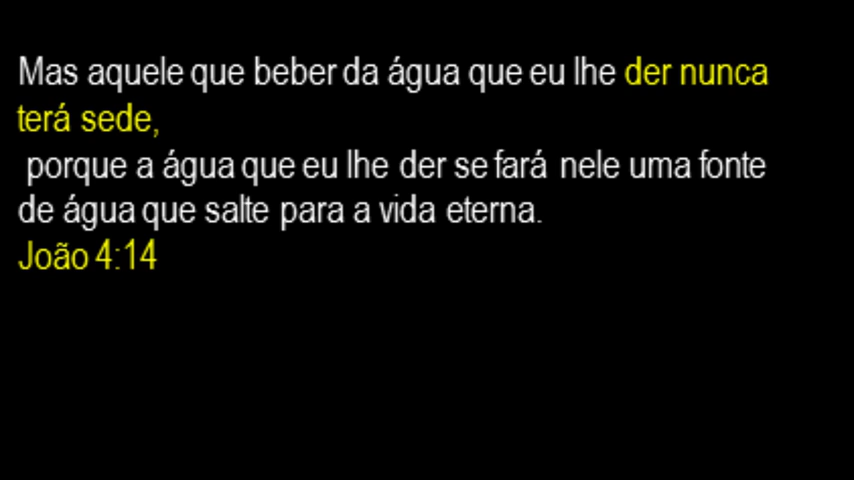 Mas aquele que beber da água que eu lhe der nunca
terá sede,
porque a água que eu lhe der se fará nele uma fonte
de água que salte para a vida eterna.
João 4:14